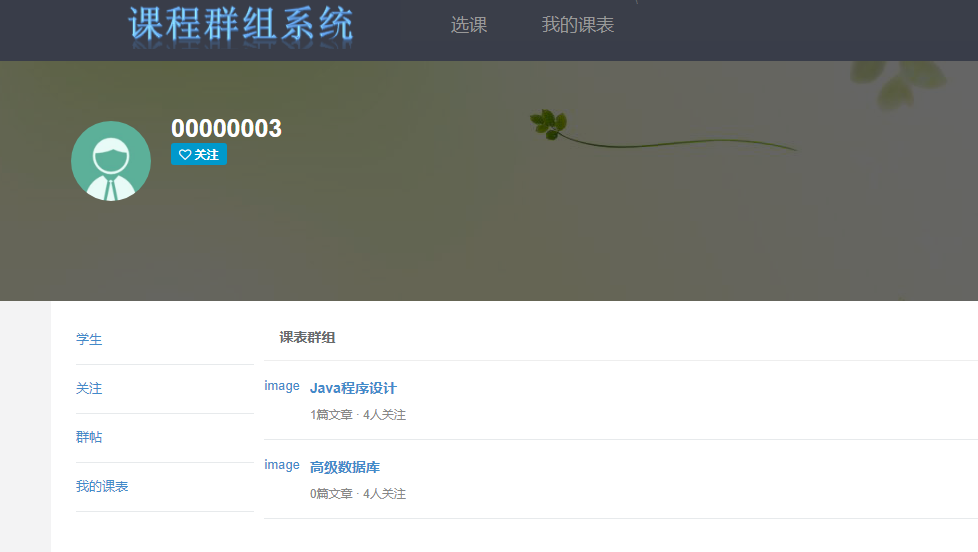 课程群组系统
选课
我的课表
00000003
关注
学生
关注
群帖
我的课表
课表群组
image
Java程序设计
1篇文章 · 4人关注
image
高级数据库
0篇文章 · 4人关注